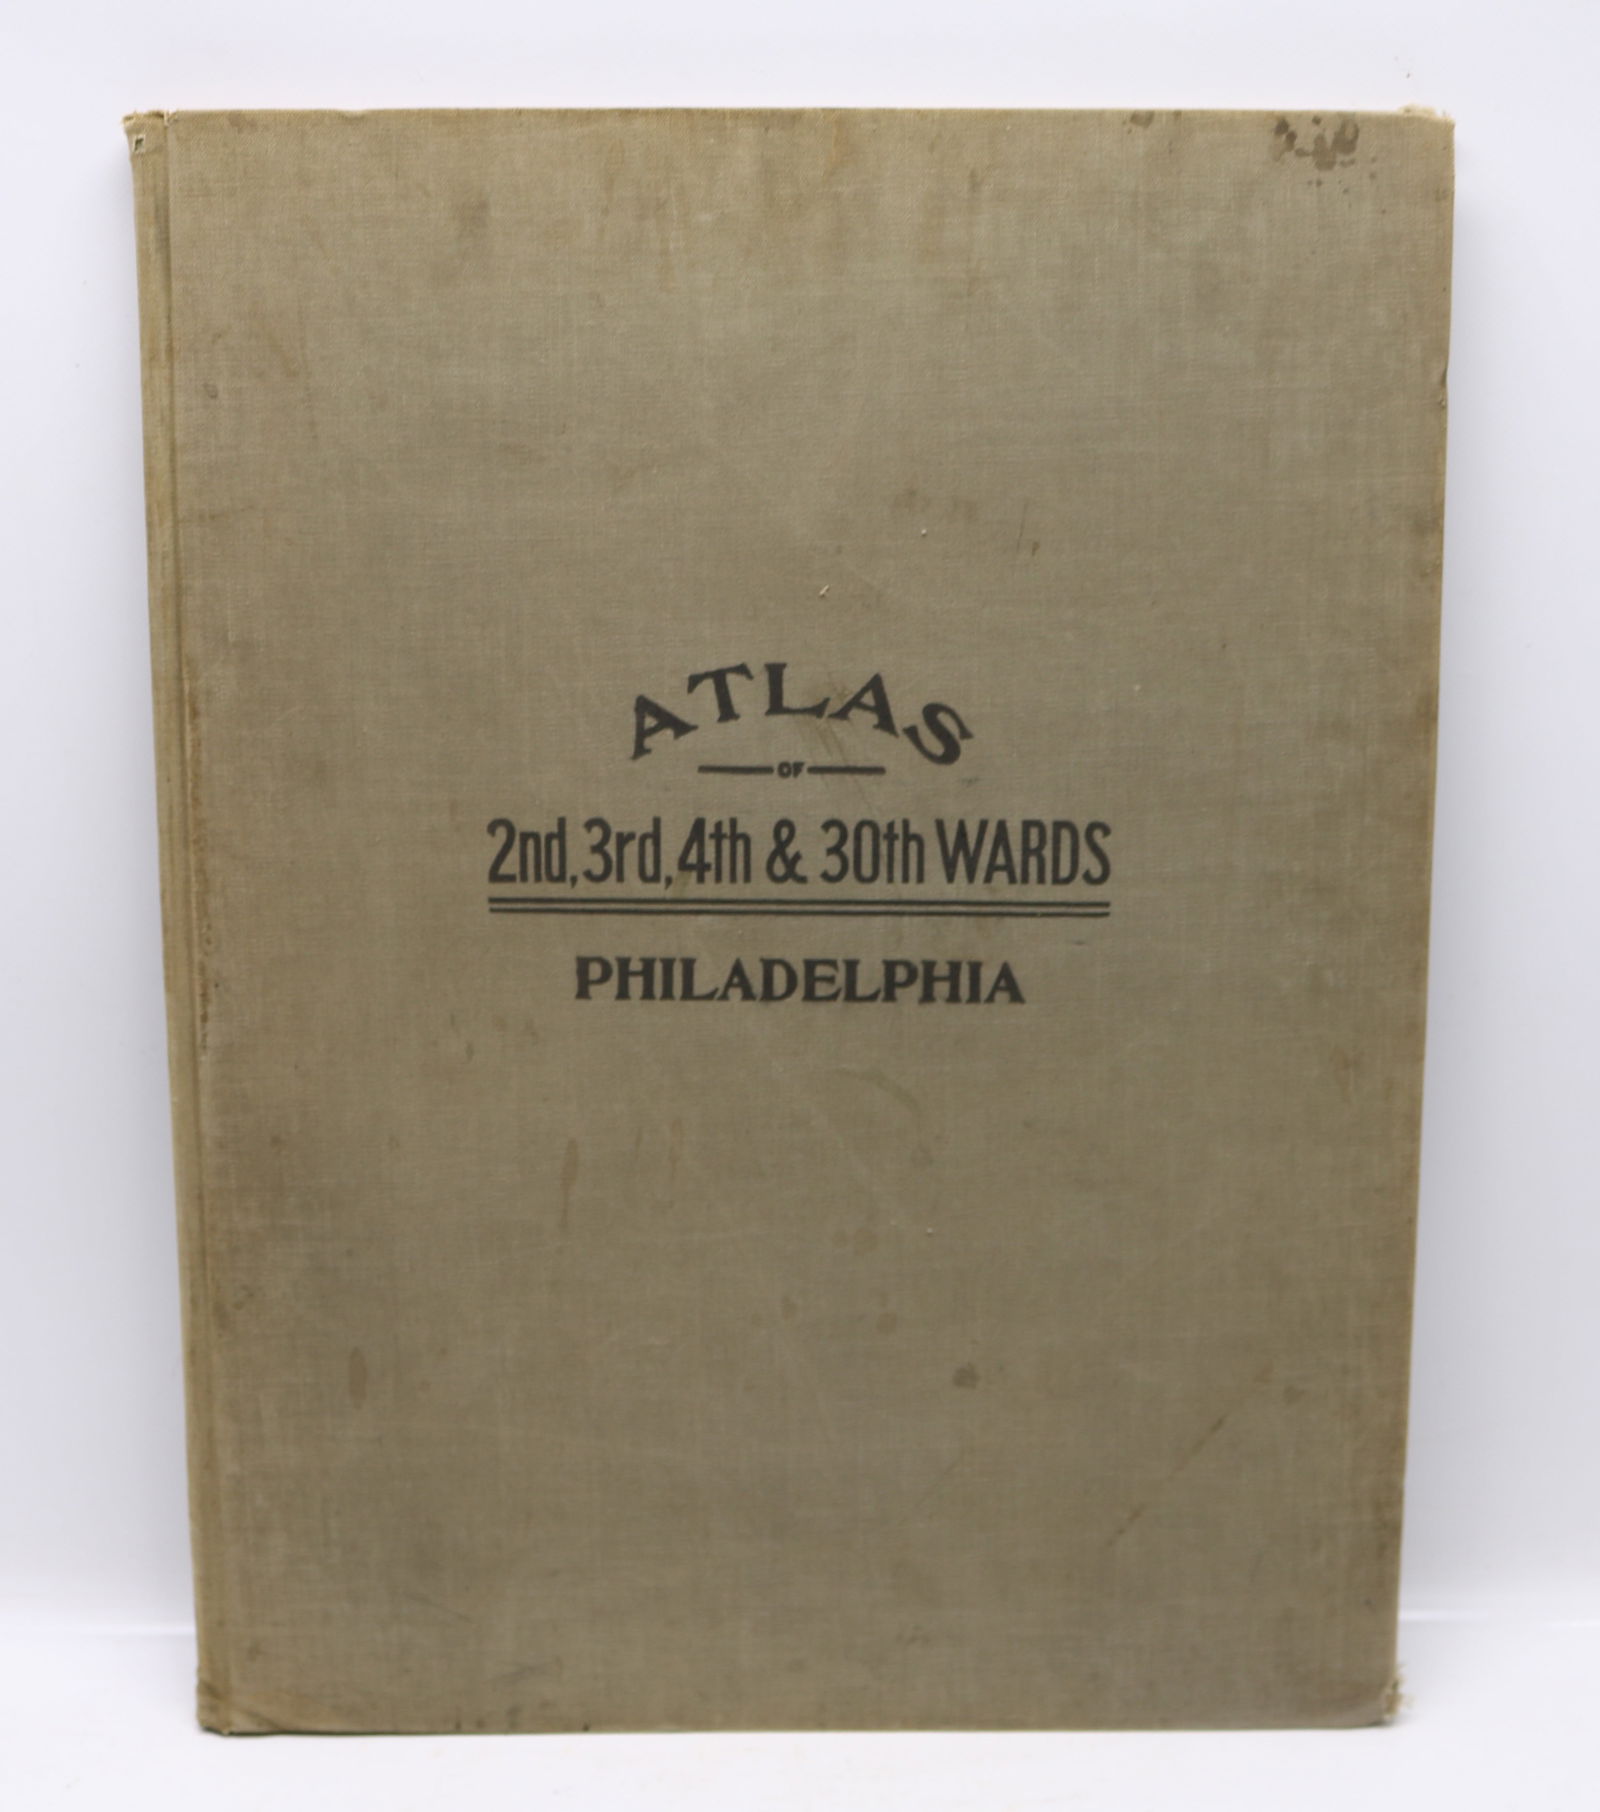 ATLAS
OF
2nd, 3rd, 4th & 30th WARDS
PHILADELPHIA